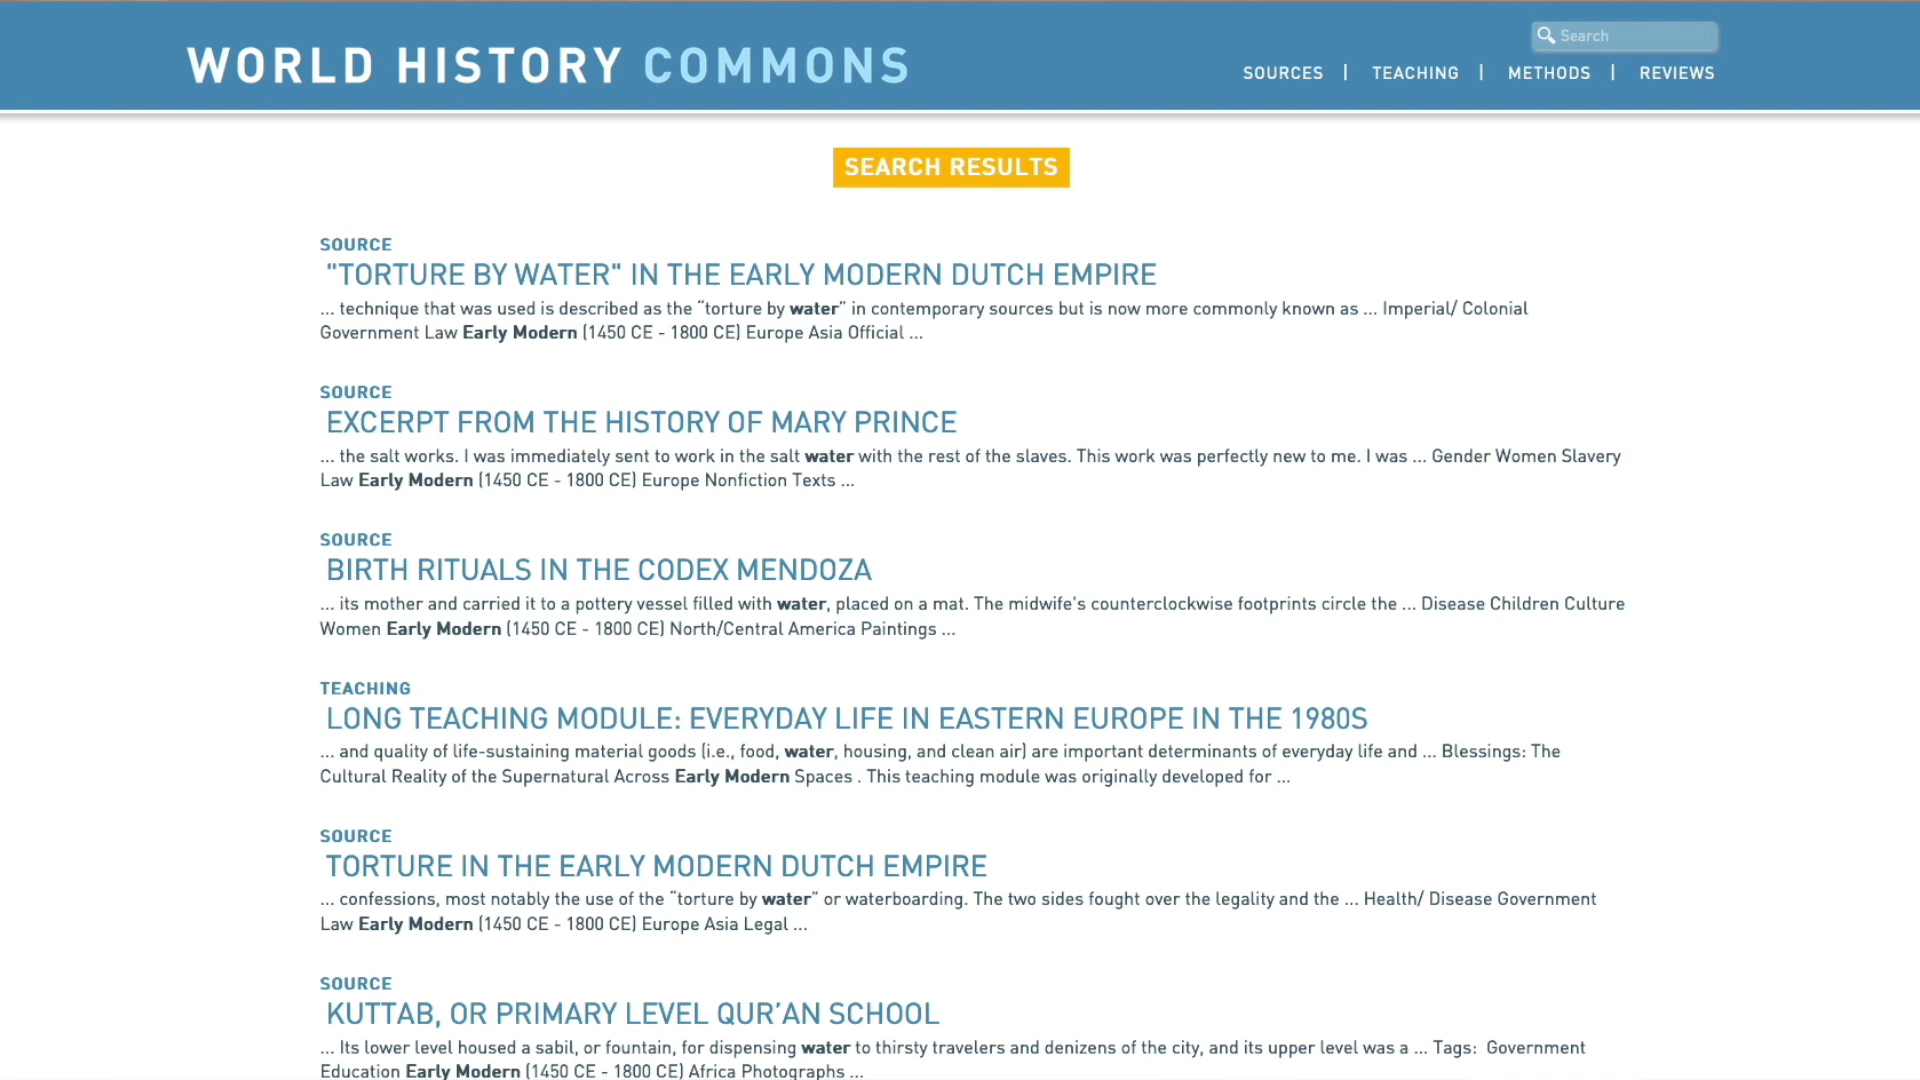 WORLD HISTORY COMMONS
Search
SOURCES | TEACHING | METHODS | REVIEWS
SEARCH RESULTS
SOURCE
"TORTURE BY WATER" IN THE EARLY MODERN DUTCH EMPIRE
... technique that was used is described as the “torture by water” in contemporary sources but is now more commonly known as ... Imperial/ Colonial
Government Law Early Modern (1450 CE - 1800 CE) Europe Asia Official ...
SOURCE
EXCERPT FROM THE HISTORY OF MARY PRINCE
... the salt works. I was immediately sent to work in the salt water with the rest of the slaves. This work was perfectly new to me. I was ... Gender Women Slavery
Law Early Modern (1450 CE - 1800 CE) Europe Nonfiction Texts ...
SOURCE
BIRTH RITUALS IN THE CODEX MENDOZA
... its mother and carried it to a pottery vessel filled with water, placed on a mat. The midwife's counterclockwise footprints circle the ... Disease Children Culture
Women Early Modern (1450 CE - 1800 CE) North/Central America Paintings ...
TEACHING
LONG TEACHING MODULE: EVERYDAY LIFE IN EASTERN EUROPE IN THE 1980S
... and quality of life-sustaining material goods (i.e., food, water, housing, and clean air) are important determinants of everyday life and ... Blessings: The
Cultural Reality of the Supernatural Across Early Modern Spaces . This teaching module was originally developed for ...
SOURCE
TORTURE IN THE EARLY MODERN DUTCH EMPIRE
... confessions, most notably the use of the “torture by water” or waterboarding. The two sides fought over the legality and the ... Health/ Disease Government
Law Early Modern (1450 CE - 1800 CE) Europe Asia Legal ...
SOURCE
KUTTAB, OR PRIMARY LEVEL QUR’AN SCHOOL
... Its lower level housed a sabil, or fountain, for dispensing water to thirsty travelers and denizens of the city, and its upper level was a ... Tags: Government
Education Early Modern (1450 CE - 1800 CE) Africa Photographs ...